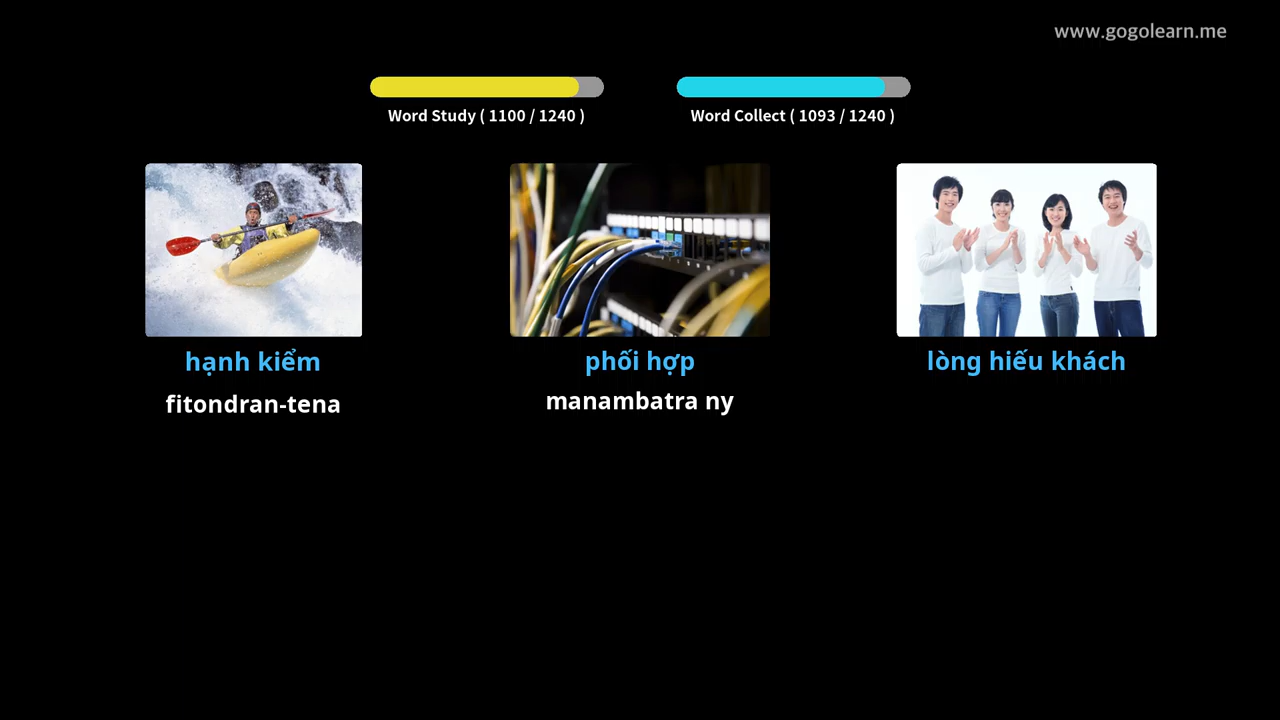 www.gogolearn.me
Word Study ( 1100 / 1240 )
Word Collect ( 1093 / 1240 )
hạnh kiểm
fitondran-tena
phối hợp
manambatra ny
lòng hiếu khách